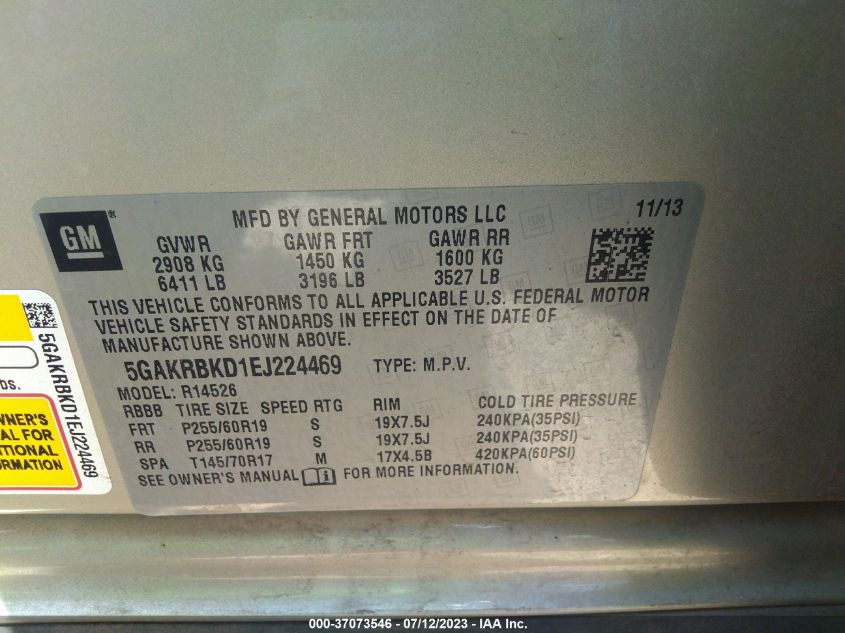 GM ®
MFD BY GENERAL MOTORS LLC 11/13
GVWR GAWR FRT GAWR RR
2908 KG 1450 KG 1600 KG
6411 LB 3196 LB 3527 LB
THIS VEHICLE CONFORMS TO ALL APPLICABLE U.S. FEDERAL MOTOR
VEHICLE SAFETY STANDARDS IN EFFECT ON THE DATE OF
MANUFACTURE SHOWN ABOVE.
5GAKRBKD1EJ224469 TYPE: M.P.V.
MODEL: R14526
RBBB TIRE SIZE SPEED RTG RIM COLD TIRE PRESSURE
FRT P255/60R19 S 19X7.5J 240KPA(35PSI)
RR P255/60R19 S 19X7.5J 240KPA(35PSI)
SPA T145/70R17 M 17X4.5B 420KPA(60PSI)
SEE OWNER'S MANUAL i FOR MORE INFORMATION.
5GAKRBKD1EJ224469
bs.
WNER'S
AL FOR
ITIONAL
RMATION
000-37073546 - 07/12/2023 - IAA Inc.